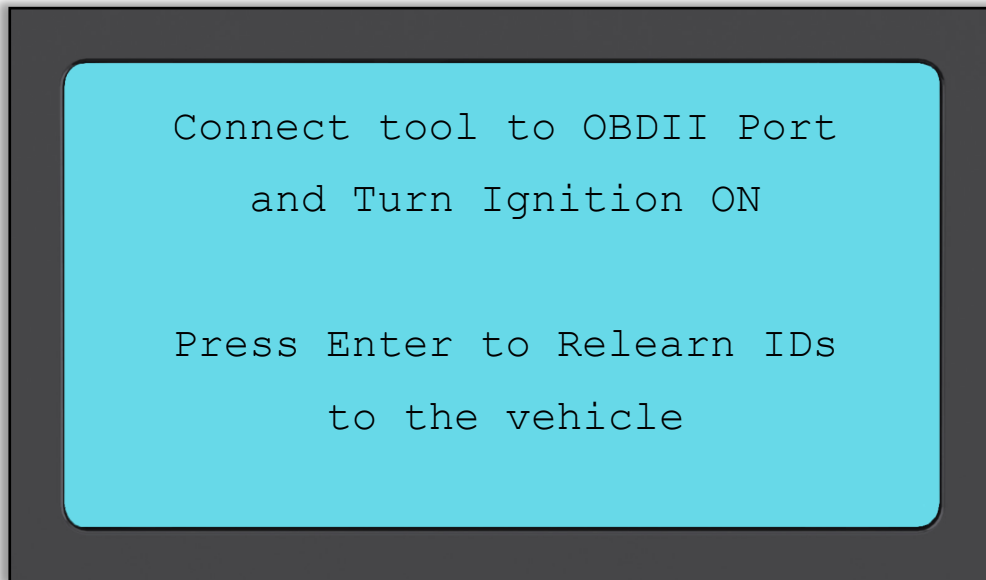 Connect tool to OBDII Port
and Turn Ignition ON
Press Enter to Relearn IDs
to the vehicle